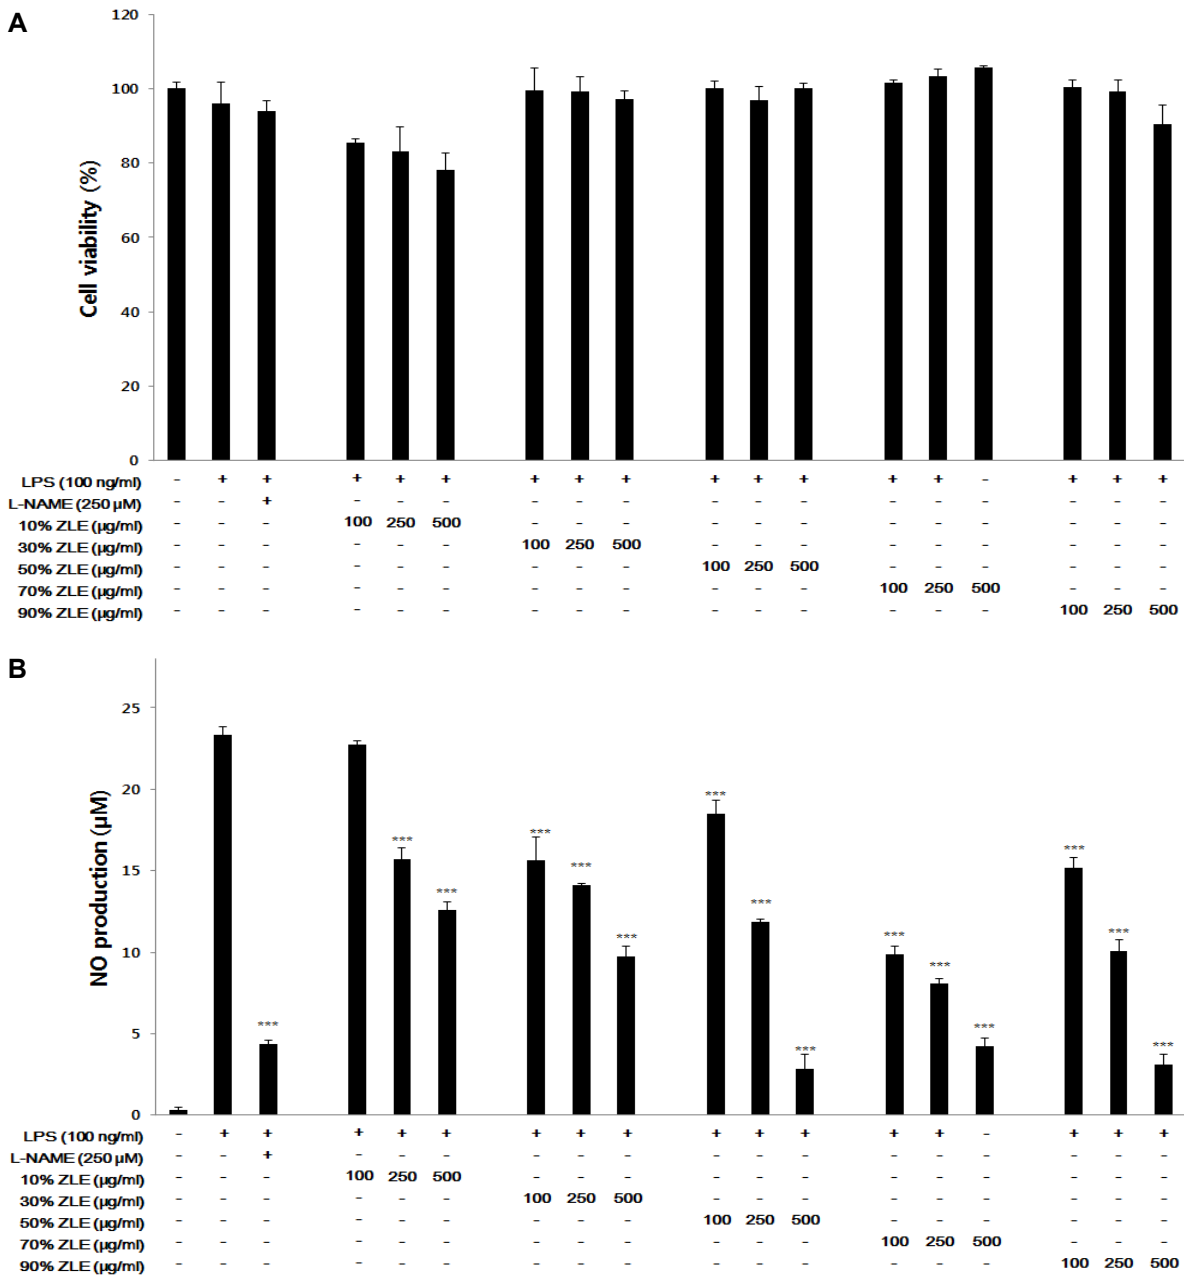 A
120
100
80
60
40
20
0
Cell viability (%)
LPS (100 ng/ml) - + + + + + + + + + + + + + - + + +
L-NAME (250 µM) - - + - - - - - - - - - - - - - - -
10% ZLE (µg/ml) - - - 100 250 500 - - - - - - - - - - - -
30% ZLE (µg/ml) - - - - - - 100 250 500 - - - - - - - - -
50% ZLE (µg/ml) - - - - - - - - - 100 250 500 - - - - - -
70% ZLE (µg/ml) - - - - - - - - - - - - 100 250 500 - - -
90% ZLE (µg/ml) - - - - - - - - - - - - - - - 100 250 500
B
25
20
15
10
5
0
NO production (µM)
*** *** *** *** *** *** *** *** *** *** *** *** *** *** ***
LPS (100 ng/ml) - + + + + + + + + + + + + + - + + +
L-NAME (250 µM) - - + - - - - - - - - - - - - - - -
10% ZLE (µg/ml) - - - 100 250 500 - - - - - - - - - - - -
30% ZLE (µg/ml) - - - - - - 100 250 500 - - - - - - - - -
50% ZLE (µg/ml) - - - - - - - - - 100 250 500 - - - - - -
70% ZLE (µg/ml) - - - - - - - - - - - - 100 250 500 - - -
90% ZLE (µg/ml) - - - - - - - - - - - - - - - 100 250 500